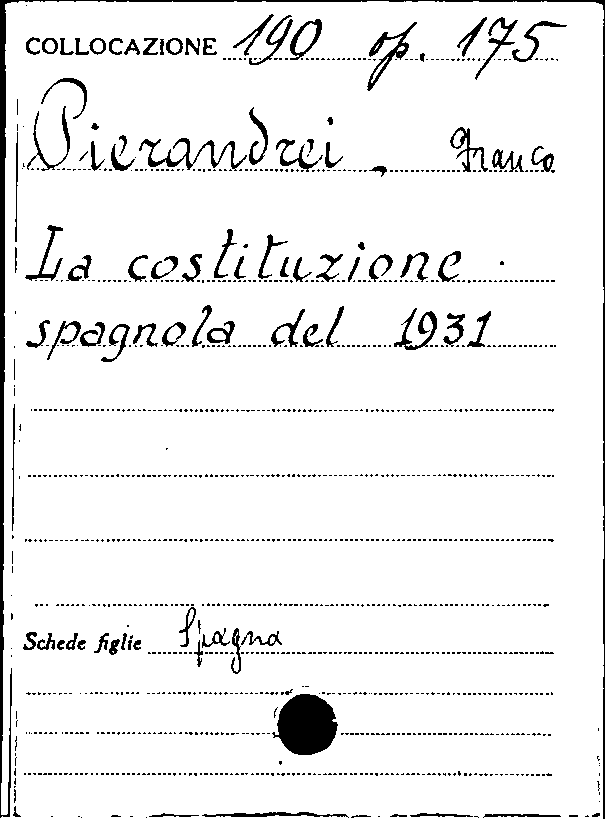 COLLOCAZIONE 190 op. 175
Pierandrei, Franco
La costituzione
spagnola del 1931
Schede figlie Spagna